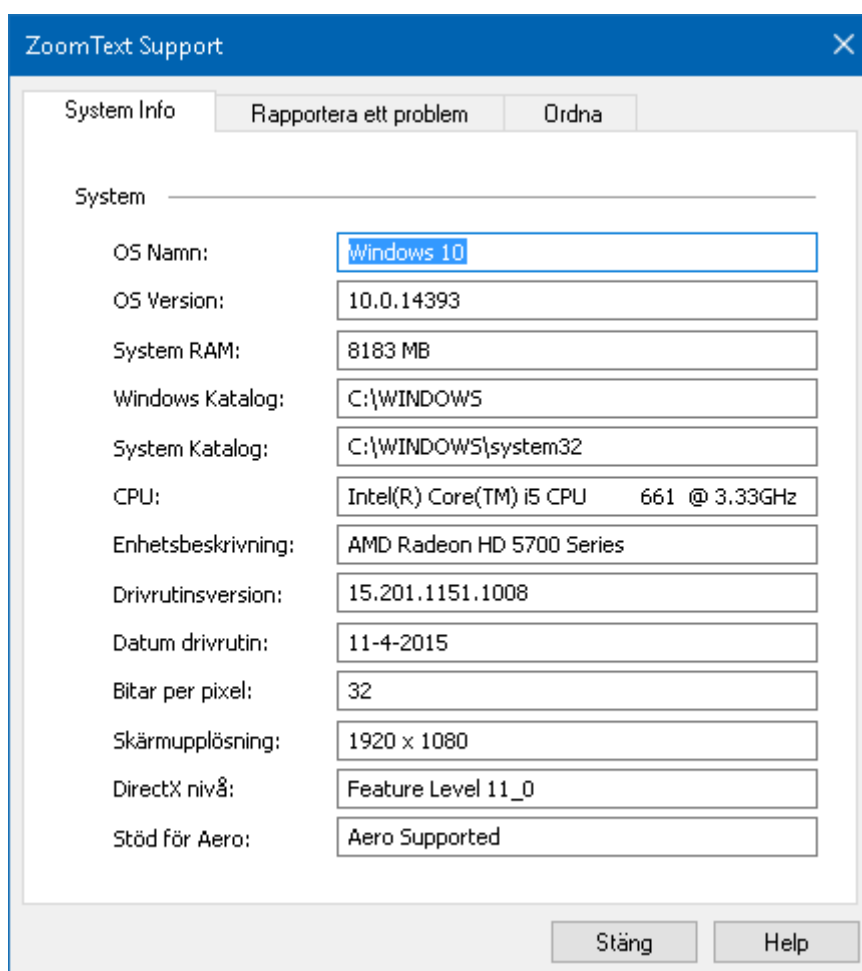 ZoomText Support
System Info Rapportera ett problem Ordna
System
OS Namn: Windows 10
OS Version: 10.0.14393
System RAM: 8183 MB
Windows Katalog: C:\WINDOWS
System Katalog: C:\WINDOWS\system32
CPU: Intel(R) Core(TM) i5 CPU 661 @ 3.33GHz
Enhetsbeskrivning: AMD Radeon HD 5700 Series
Drivrutinsversion: 15.201.1151.1008
Datum drivrutin: 11-4-2015
Bitar per pixel: 32
Skärmupplösning: 1920 x 1080
DirectX nivå: Feature Level 11_0
Stöd för Aero: Aero Supported
Stäng Help